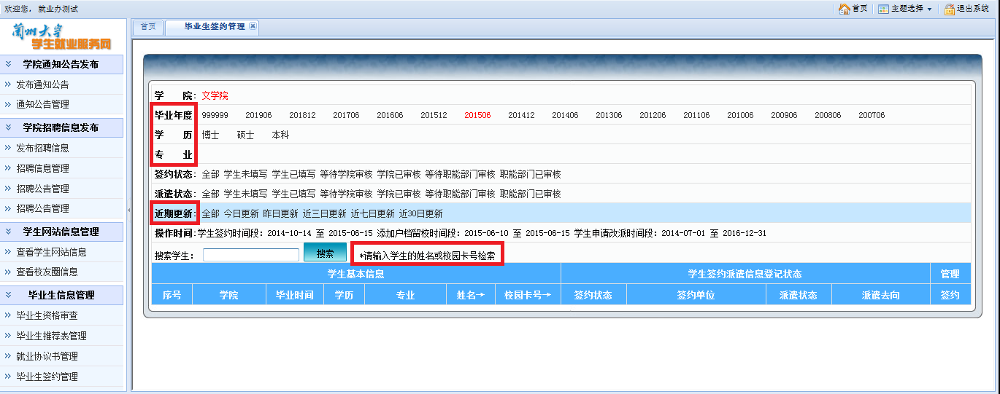 欢迎您, 就业办测试
首页 主题选择 退出系统
兰州大学
学生就业服务网
学院通知公告发布
发布通知公告
通知公告管理
学院招聘信息发布
发布招聘信息
招聘信息管理
招聘公告管理
招聘公告管理
学生网站信息管理
查看学生网站信息
查看校友圈信息
毕业生信息管理
毕业生资格审查
毕业生推荐表管理
就业协议书管理
毕业生签约管理
首页 毕业生签约管理
学 院: 文学院
毕业年度 999999 201906 201812 201706 201606 201512 201506 201412 201406 201306 201206 201106 201006 200906 200806 200706
学 历 博士 硕士 本科
专 业
签约状态: 全部 学生未填写 学生已填写 等待学院审核 学院已审核 等待职能部门审核 职能部门已审核
派遣状态: 全部 学生未填写 学生已填写 等待学院审核 学院已审核 等待职能部门审核 职能部门已审核
近期更新: 全部 今日更新 昨日更新 近三日更新 近七日更新 近30日更新
操作时间:学生签约时间段: 2014-10-14 至 2015-06-15 添加户档留校时间段: 2015-06-10 至 2015-06-15 学生申请改派时间段: 2014-07-01 至 2016-12-31
搜索学生: 搜索 *请输入学生的姓名或校园卡号检索
学生基本信息 学生签约派遣信息登记状态 管理
序号 学院 毕业时间 学历 专业 姓名→ 校园卡号→ 签约状态 签约单位 派遣状态 派遣去向 签约